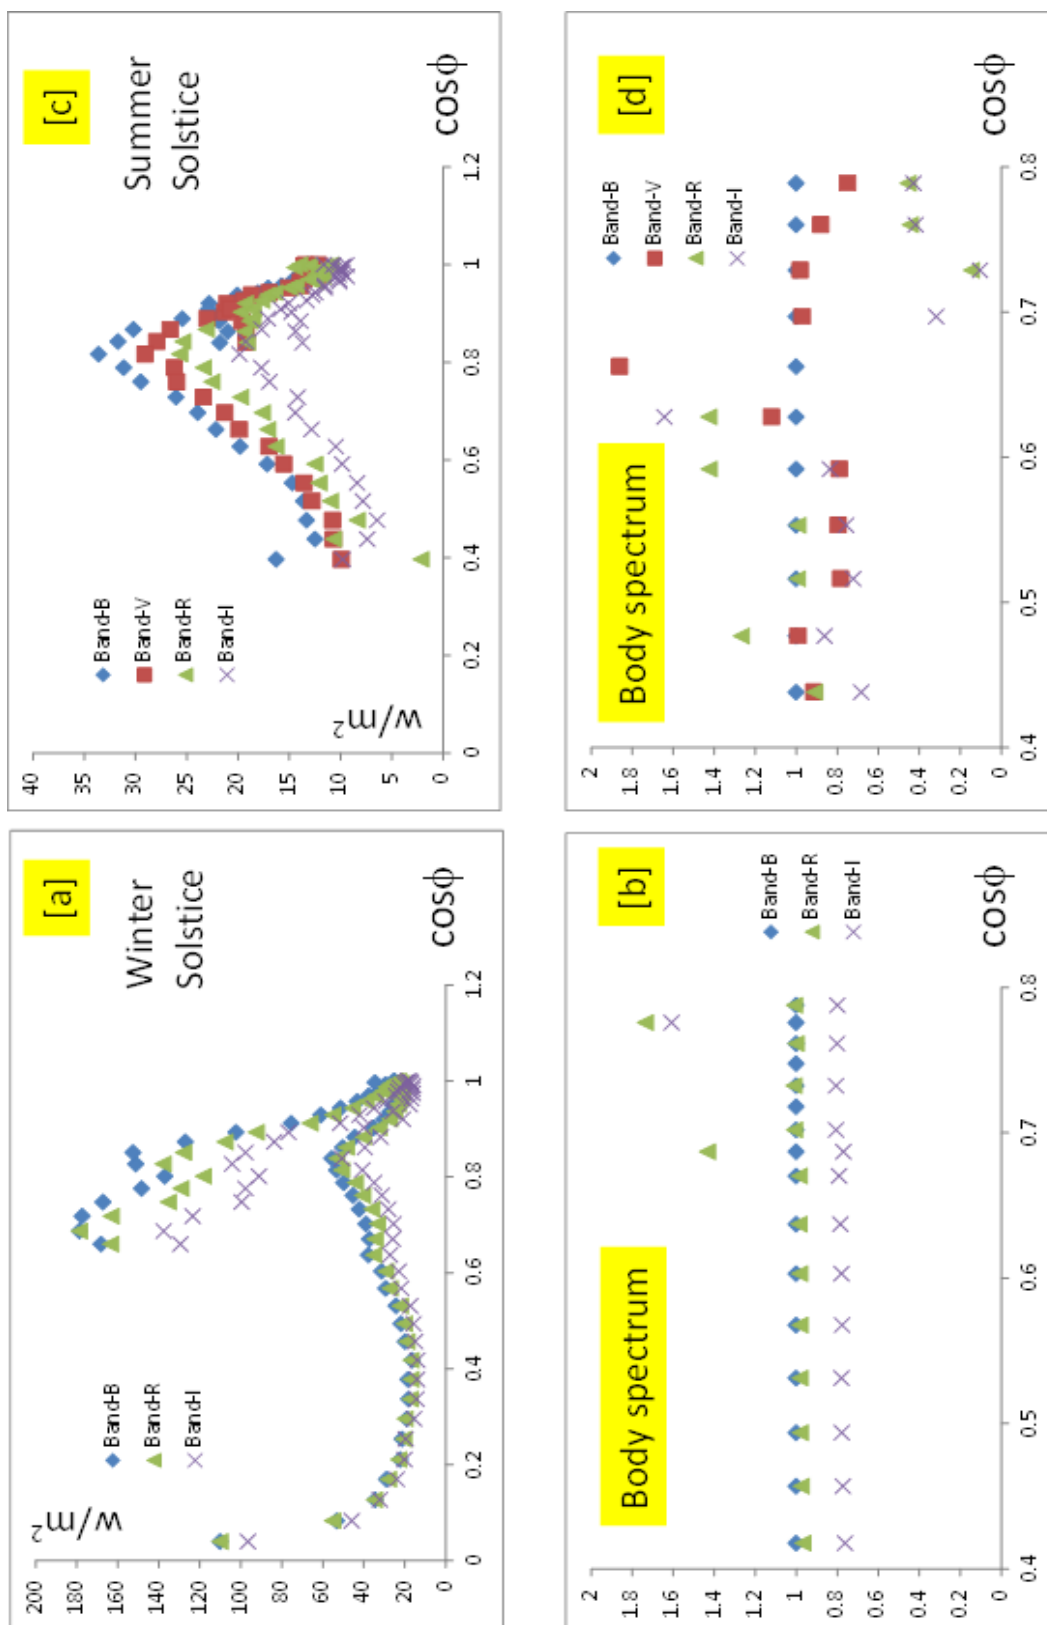 [a]
Winter
Solstice
w/m²
200
180
160
140
120
100
80
60
40
20
0
Band-B
Band-R
Band-I
0
0.2
0.4
0.6
0.8
1
1.2
cosϕ
[c]
Summer
Solstice
w/m²
40
35
30
25
20
15
10
5
0
Band-B
Band-V
Band-R
Band-I
0
0.2
0.4
0.6
0.8
1
1.2
cosϕ
[b]
Body spectrum
2
1.8
1.6
1.4
1.2
1
0.8
0.6
0.4
0.2
0
Band-B
Band-R
Band-I
0.4
0.5
0.6
0.7
0.8
cosϕ
[d]
Body spectrum
2
1.8
1.6
1.4
1.2
1
0.8
0.6
0.4
0.2
0
Band-B
Band-V
Band-R
Band-I
0.4
0.5
0.6
0.7
0.8
cosϕ